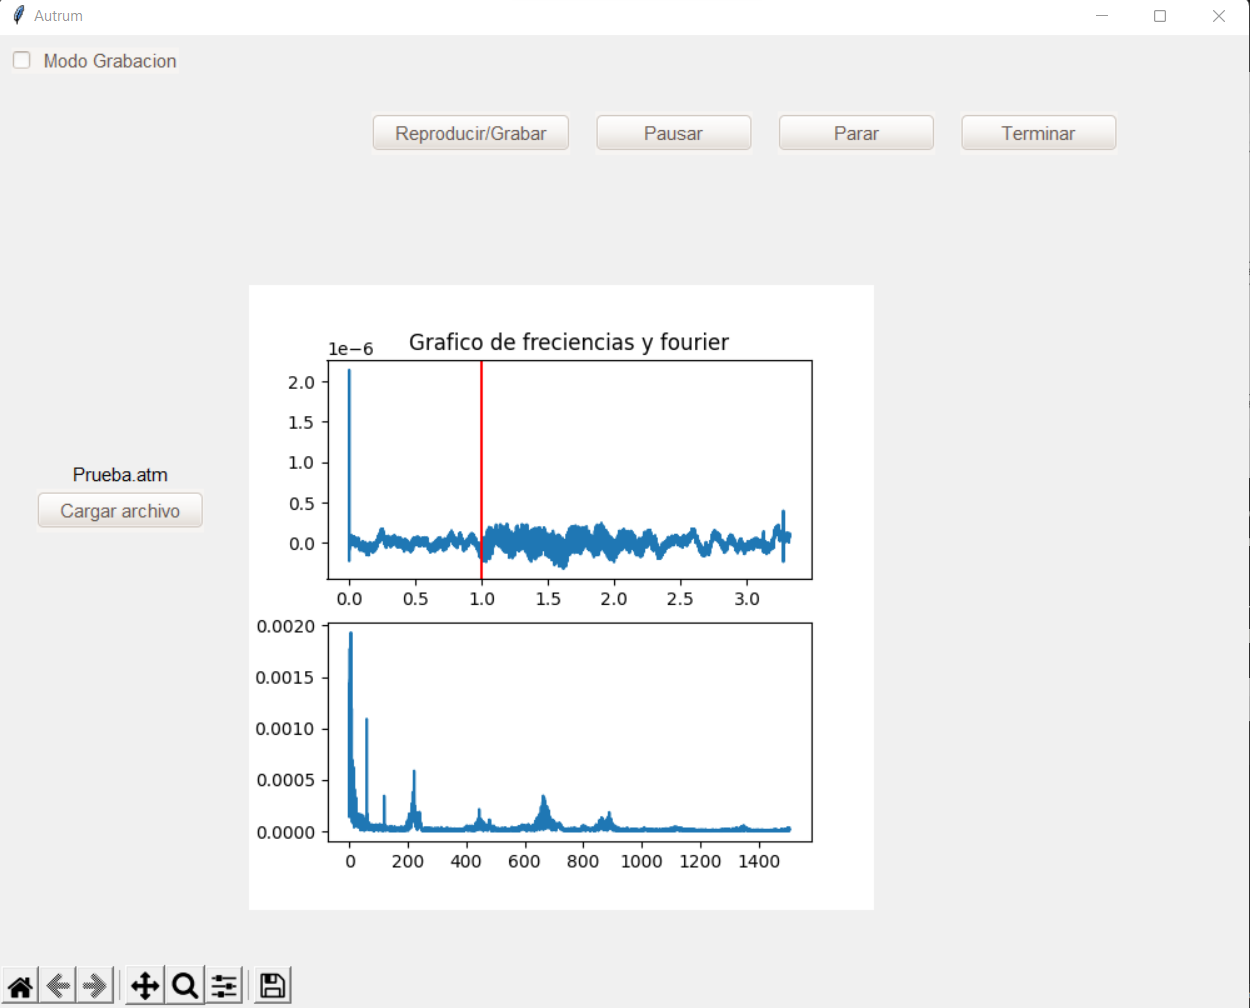 Autrum
Modo Grabacion
Reproducir/Grabar Pausar Parar Terminar
Grafico de freciencias y fourier
1e−6
2.0
1.5
1.0
0.5
0.0
0.0 0.5 1.0 1.5 2.0 2.5 3.0
Prueba.atm
Cargar archivo
0.0020
0.0015
0.0010
0.0005
0.0000
0 200 400 600 800 1000 1200 1400